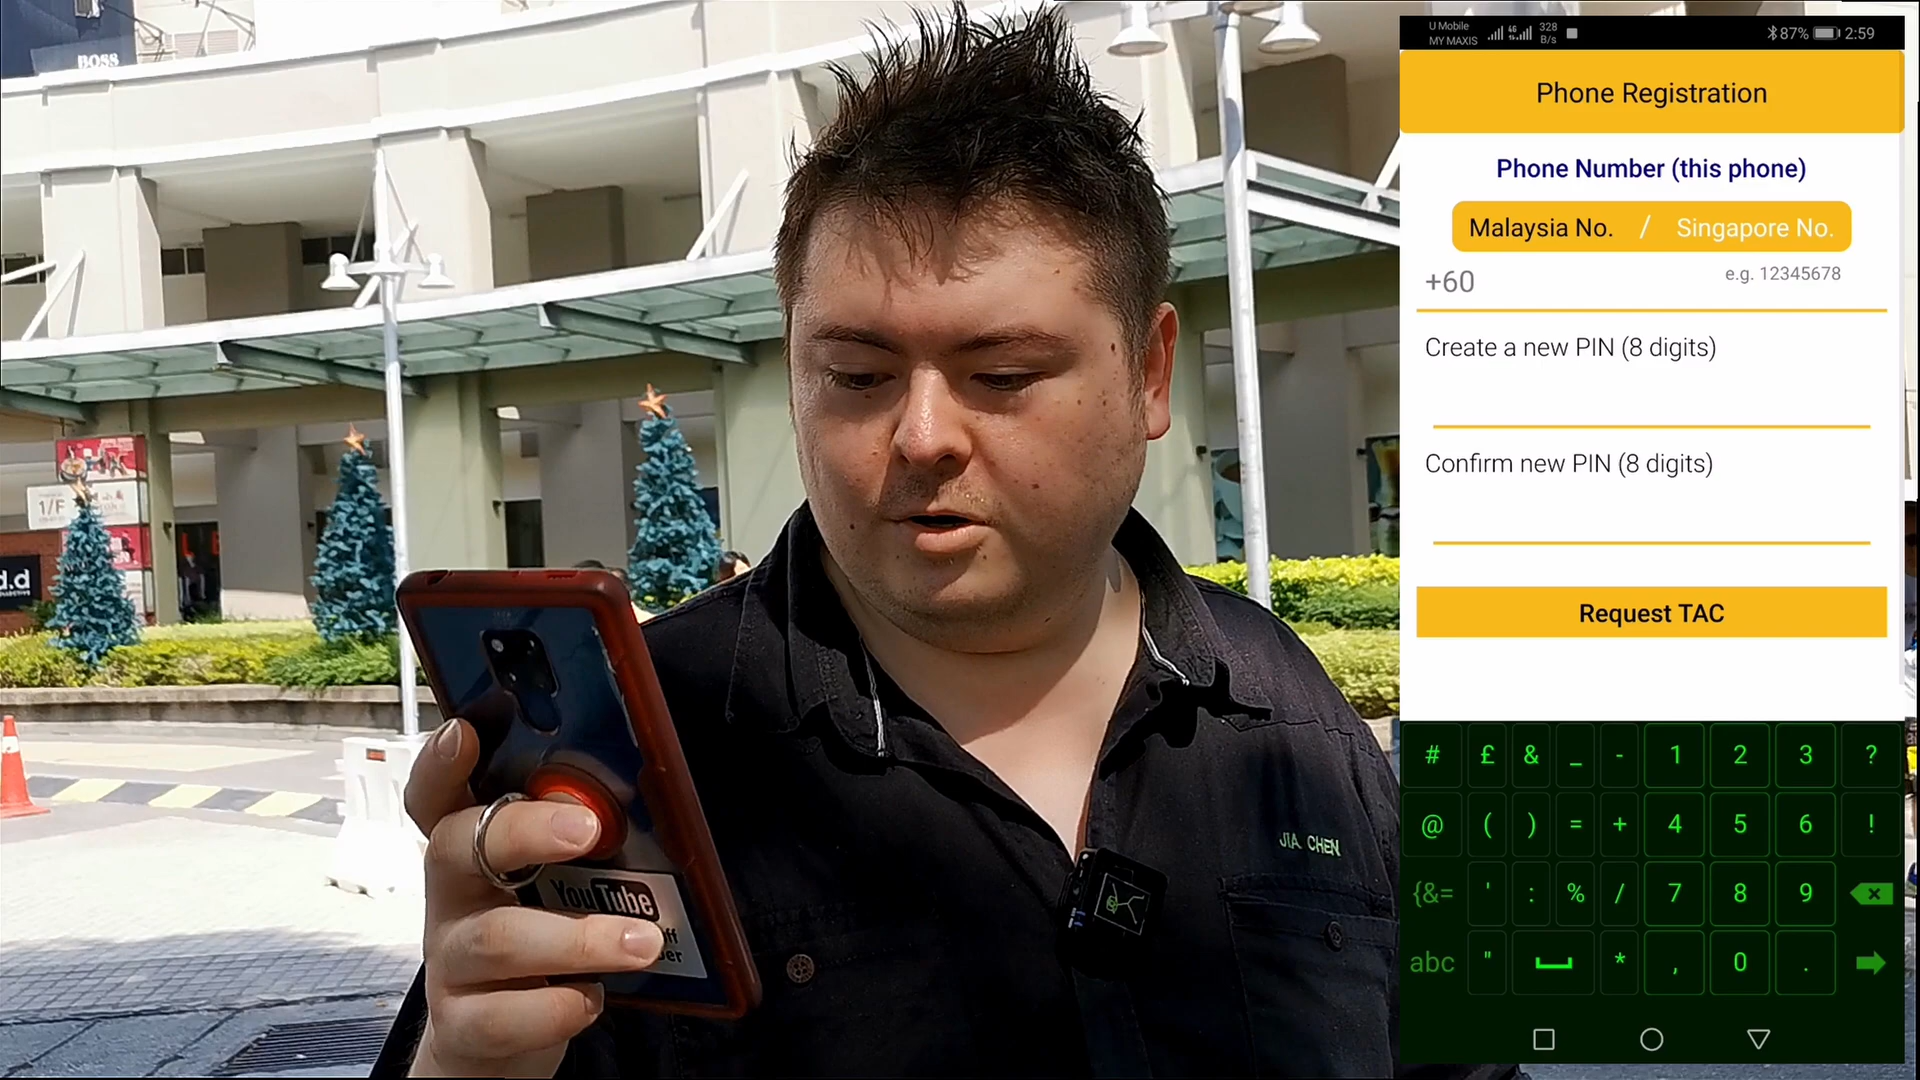 BOSS
1/F
d.d
JIA CHEN
YouTube
U Mobile
MY MAXIS
4G
328
B/s
87%
2:59
Phone Registration
Phone Number (this phone)
Malaysia No. / Singapore No.
+60
e.g. 12345678
Create a new PIN (8 digits)
Confirm new PIN (8 digits)
Request TAC
# £ & _ - 1 2 3 ?
@ ( ) = + 4 5 6 !
{&= ' : % / 7 8 9
abc " * , 0 .